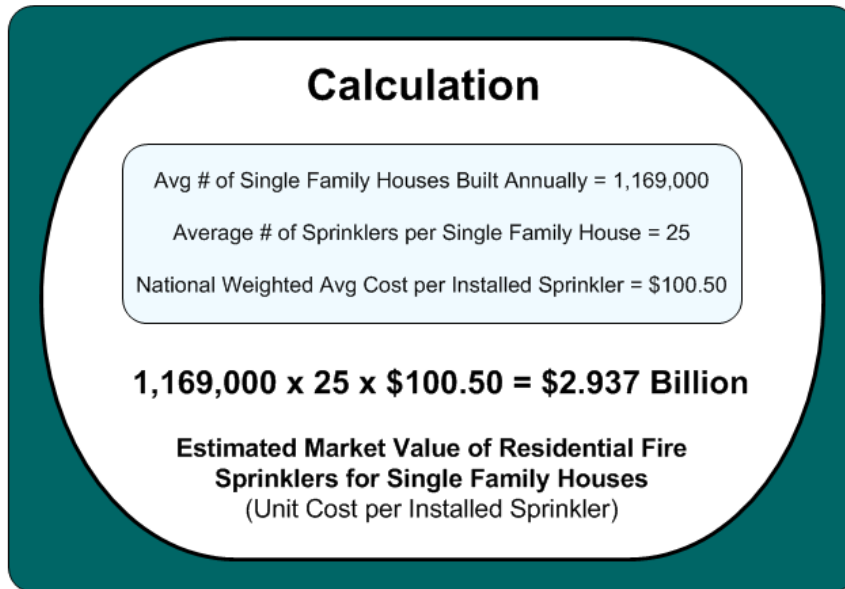 Calculation
Avg # of Single Family Houses Built Annually = 1,169,000
Average # of Sprinklers per Single Family House = 25
National Weighted Avg Cost per Installed Sprinkler = $100.50
1,169,000 x 25 x $100.50 = $2.937 Billion
Estimated Market Value of Residential Fire
Sprinklers for Single Family Houses
(Unit Cost per Installed Sprinkler)